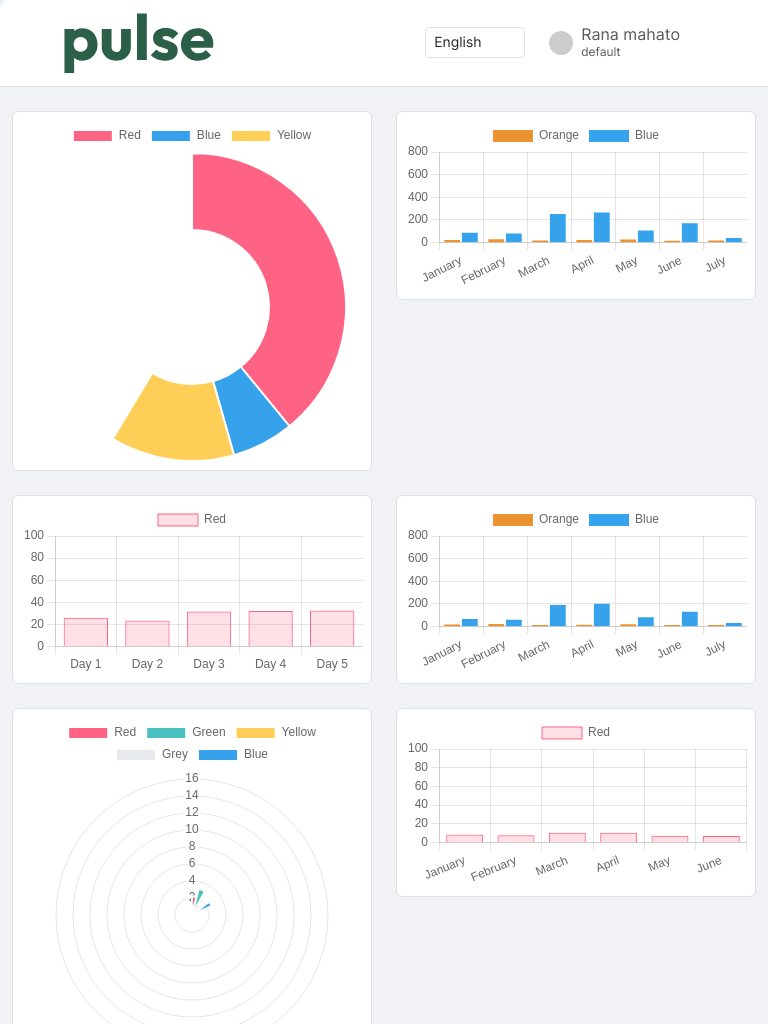 pulse
English
Rana mahato
default
Red Blue Yellow
Orange Blue
800
600
400
200
0
January February March April May June July
Red
100
80
60
40
20
0
Day 1 Day 2 Day 3 Day 4 Day 5
Orange Blue
800
600
400
200
0
January February March April May June July
Red Green Yellow
Grey Blue
16
14
12
10
8
6
4
2
Red
100
80
60
40
20
0
January February March April May June